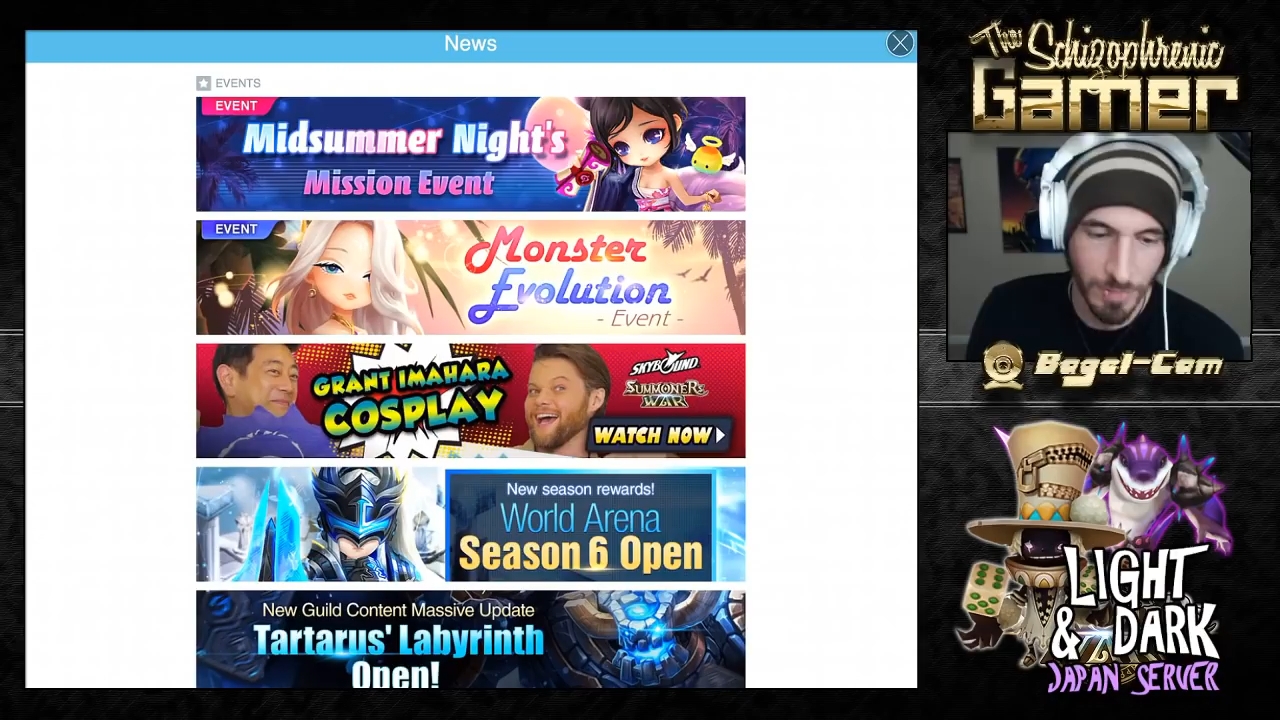 News
EVENTS
EVENT
Midsummer Night's
Mission Event
EVENT
Monster
Evolution
- Event -
GRANT IMAHARA
COSPLAY
SKYBOUND
SUMMONERS
WAR
WATCH NOW
New season rewards!
World Arena
Season 6 Open
New Guild Content Massive Update
Tartarus' Labyrinth
Open!
The Schizophrenic
Gamer
Bagel-Cam
LIGHT
& DARK
JAPAN SERVER